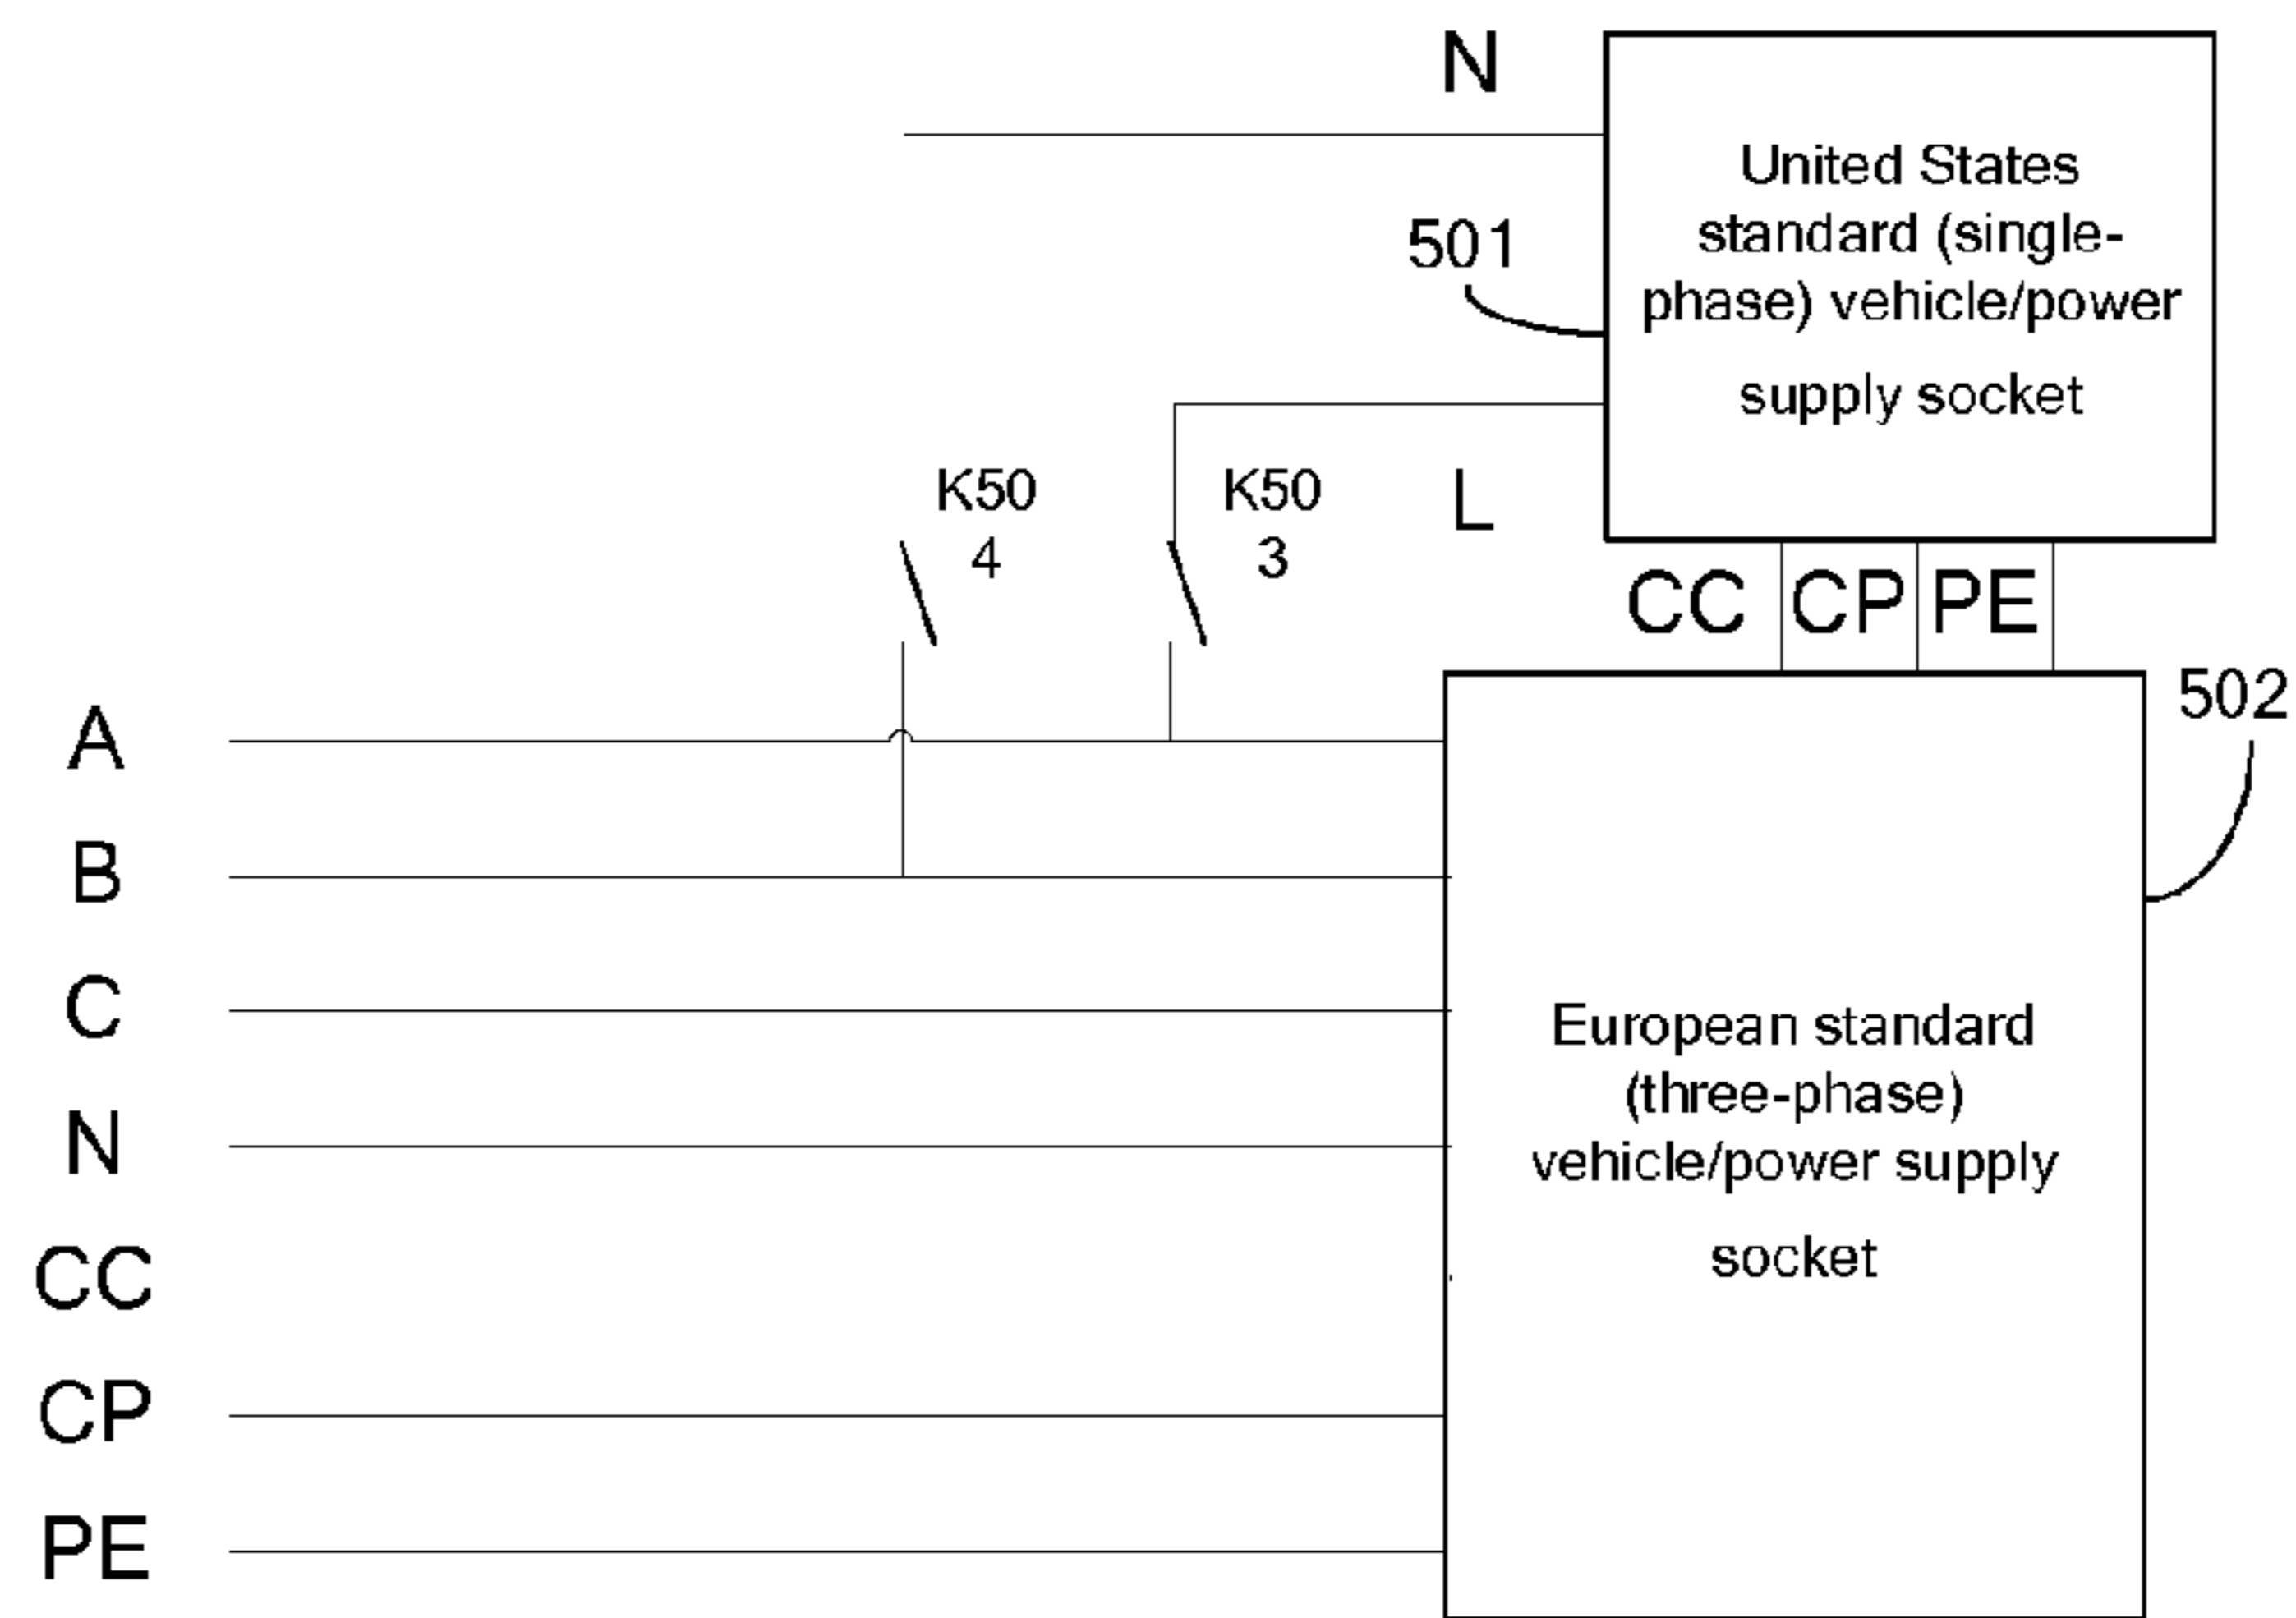 N
United States
standard (single-
phase) vehicle/power
supply socket
501
L
K50
4
K50
3
CC CP PE
502
A
B
C
N
CC
CP
PE
European standard
(three-phase)
vehicle/power supply
socket